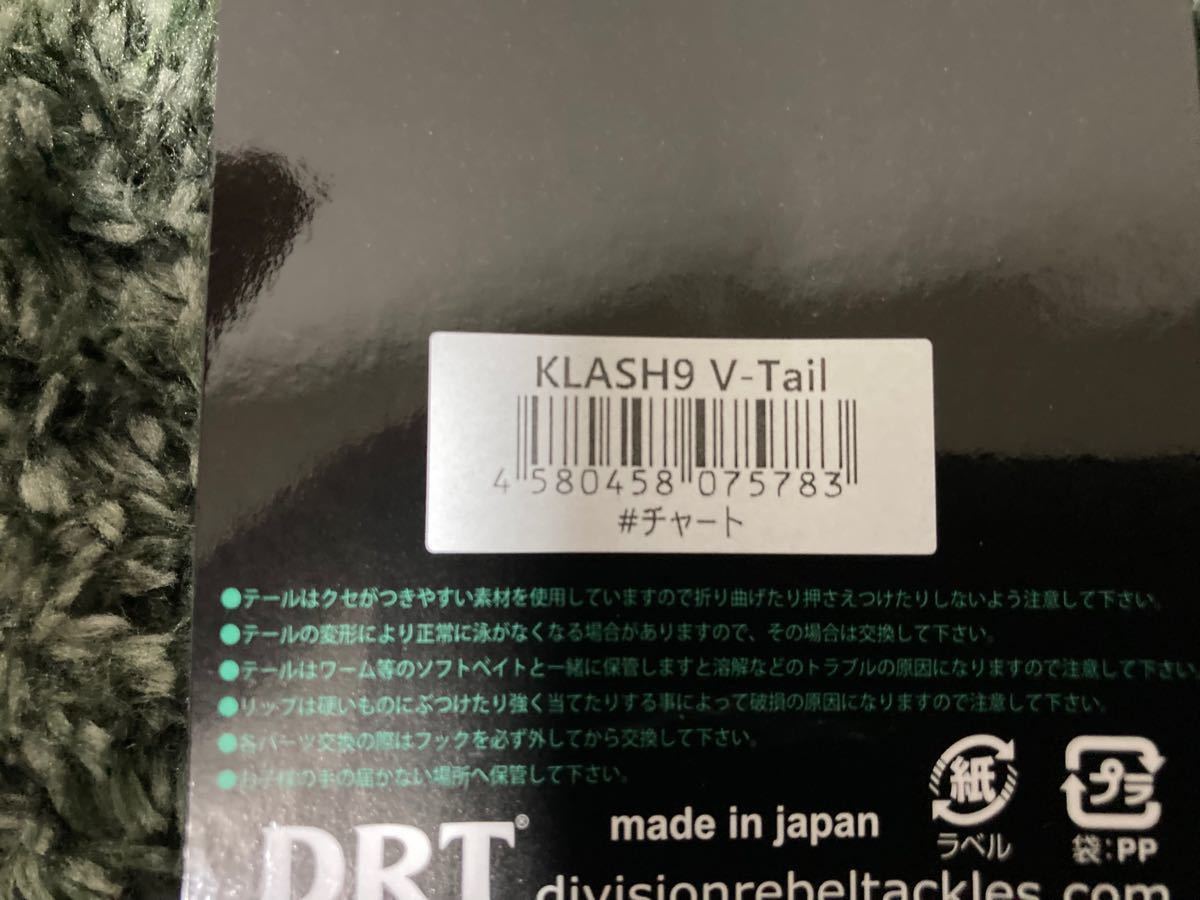 KLASH9 V-Tail
4 580458 075783
#チャート
●テールはクセがつきやすい素材を使用していますので折り曲げたり押さえつけたりしないよう注意して下さい。
●テールの変形により正常に泳がなくなる場合がありますので、その場合は交換して下さい。
●テールはワーム等のソフトベイトと一緒に保管しますと溶解などのトラブルの原因になりますので注意して下さい
●リップは硬いものにぶつけたり強く当てたりする事によって破損の原因になりますので注意して下さい。
●各パーツ交換の際はフックを必ず外してから交換して下さい。
●お子様の手の届かない場所へ保管して下さい。
紙
ラベル
プラ
袋:PP
made in japan
DRT®
divisionrebeltackles.com